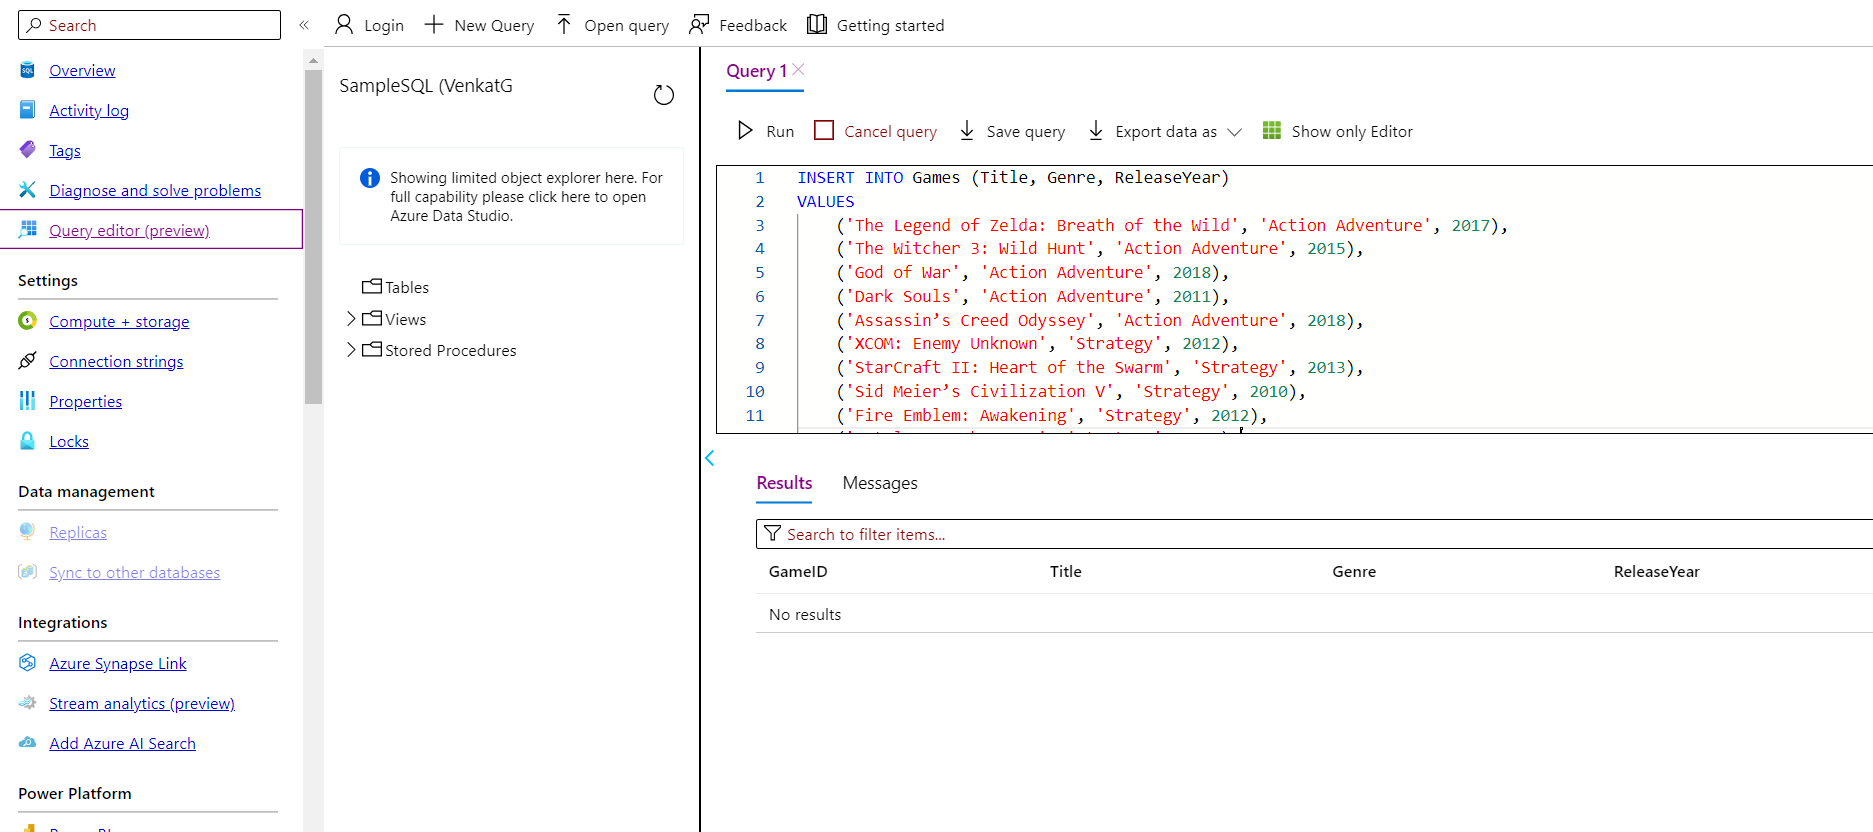 Search
«
Login
New Query
Open query
Feedback
Getting started
Overview
Activity log
Tags
Diagnose and solve problems
Query editor (preview)
Settings
Compute + storage
Connection strings
Properties
Locks
Data management
Replicas
Sync to other databases
Integrations
Azure Synapse Link
Stream analytics (preview)
Add Azure AI Search
Power Platform
SampleSQL (VenkatG
Showing limited object explorer here. For
full capability please click here to open
Azure Data Studio.
Tables
Views
Stored Procedures
Query 1
Run
Cancel query
Save query
Export data as
Show only Editor
1 INSERT INTO Games (Title, Genre, ReleaseYear)
2 VALUES
3 ('The Legend of Zelda: Breath of the Wild', 'Action Adventure', 2017),
4 ('The Witcher 3: Wild Hunt', 'Action Adventure', 2015),
5 ('God of War', 'Action Adventure', 2018),
6 ('Dark Souls', 'Action Adventure', 2011),
7 ('Assassin’s Creed Odyssey', 'Action Adventure', 2018),
8 ('XCOM: Enemy Unknown', 'Strategy', 2012),
9 ('StarCraft II: Heart of the Swarm', 'Strategy', 2013),
10 ('Sid Meier’s Civilization V', 'Strategy', 2010),
11 ('Fire Emblem: Awakening', 'Strategy', 2012),
Results
Messages
Search to filter items...
GameID
Title
Genre
ReleaseYear
No results